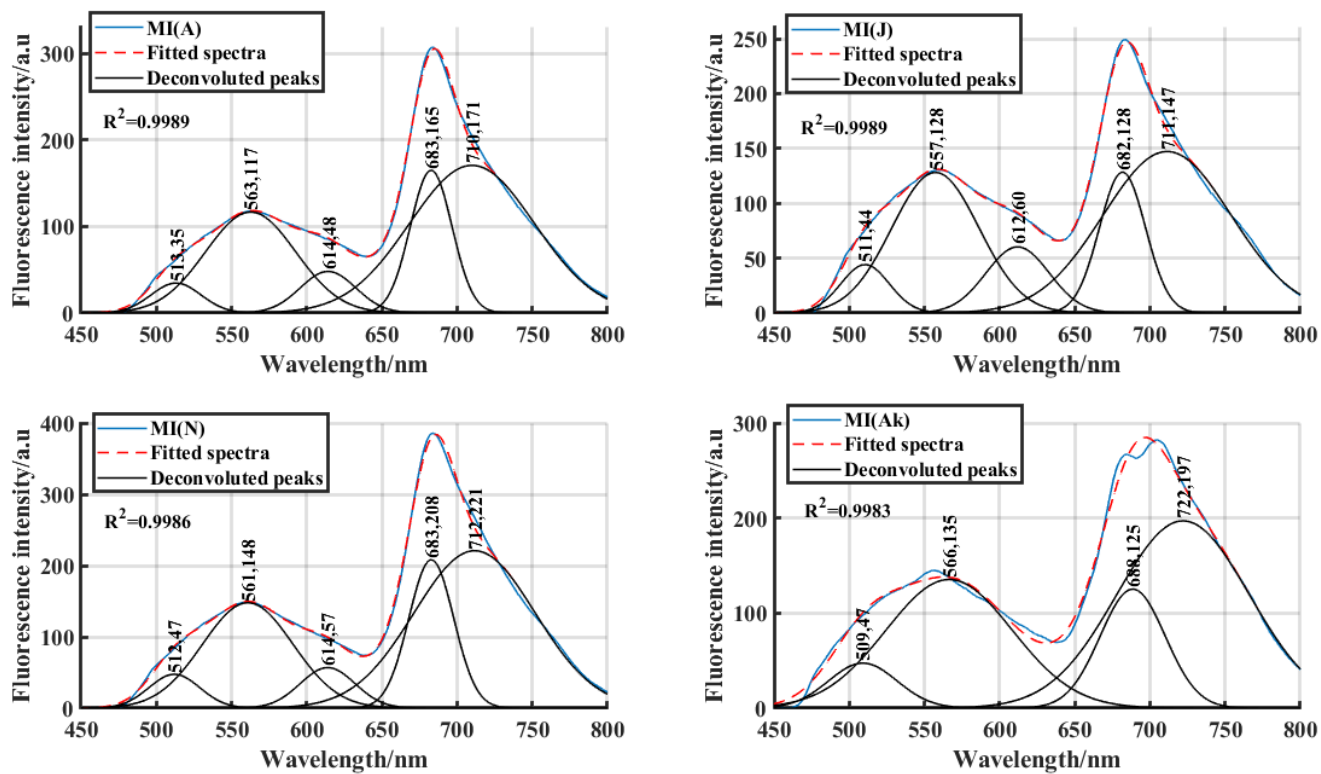 MI(A)
Fitted spectra
Deconvoluted peaks
R²=0.9989
Fluorescence intensity/a.u
300
200
100
0
513,35
563,117
614,48
683,165
710,171
450 500 550 600 650 700 750 800
Wavelength/nm
MI(J)
Fitted spectra
Deconvoluted peaks
R²=0.9989
Fluorescence intensity/a.u
250
200
150
100
50
0
511,44
557,128
612,60
682,128
711,147
450 500 550 600 650 700 750 800
Wavelength/nm
MI(N)
Fitted spectra
Deconvoluted peaks
R²=0.9986
Fluorescence intensity/a.u
400
300
200
100
0
512,47
561,148
614,57
683,208
712,221
450 500 550 600 650 700 750 800
Wavelength/nm
MI(Ak)
Fitted spectra
Deconvoluted peaks
R²=0.9983
Fluorescence intensity/a.u
300
200
100
0
509,47
566,135
688,125
722,197
450 500 550 600 650 700 750 800
Wavelength/nm